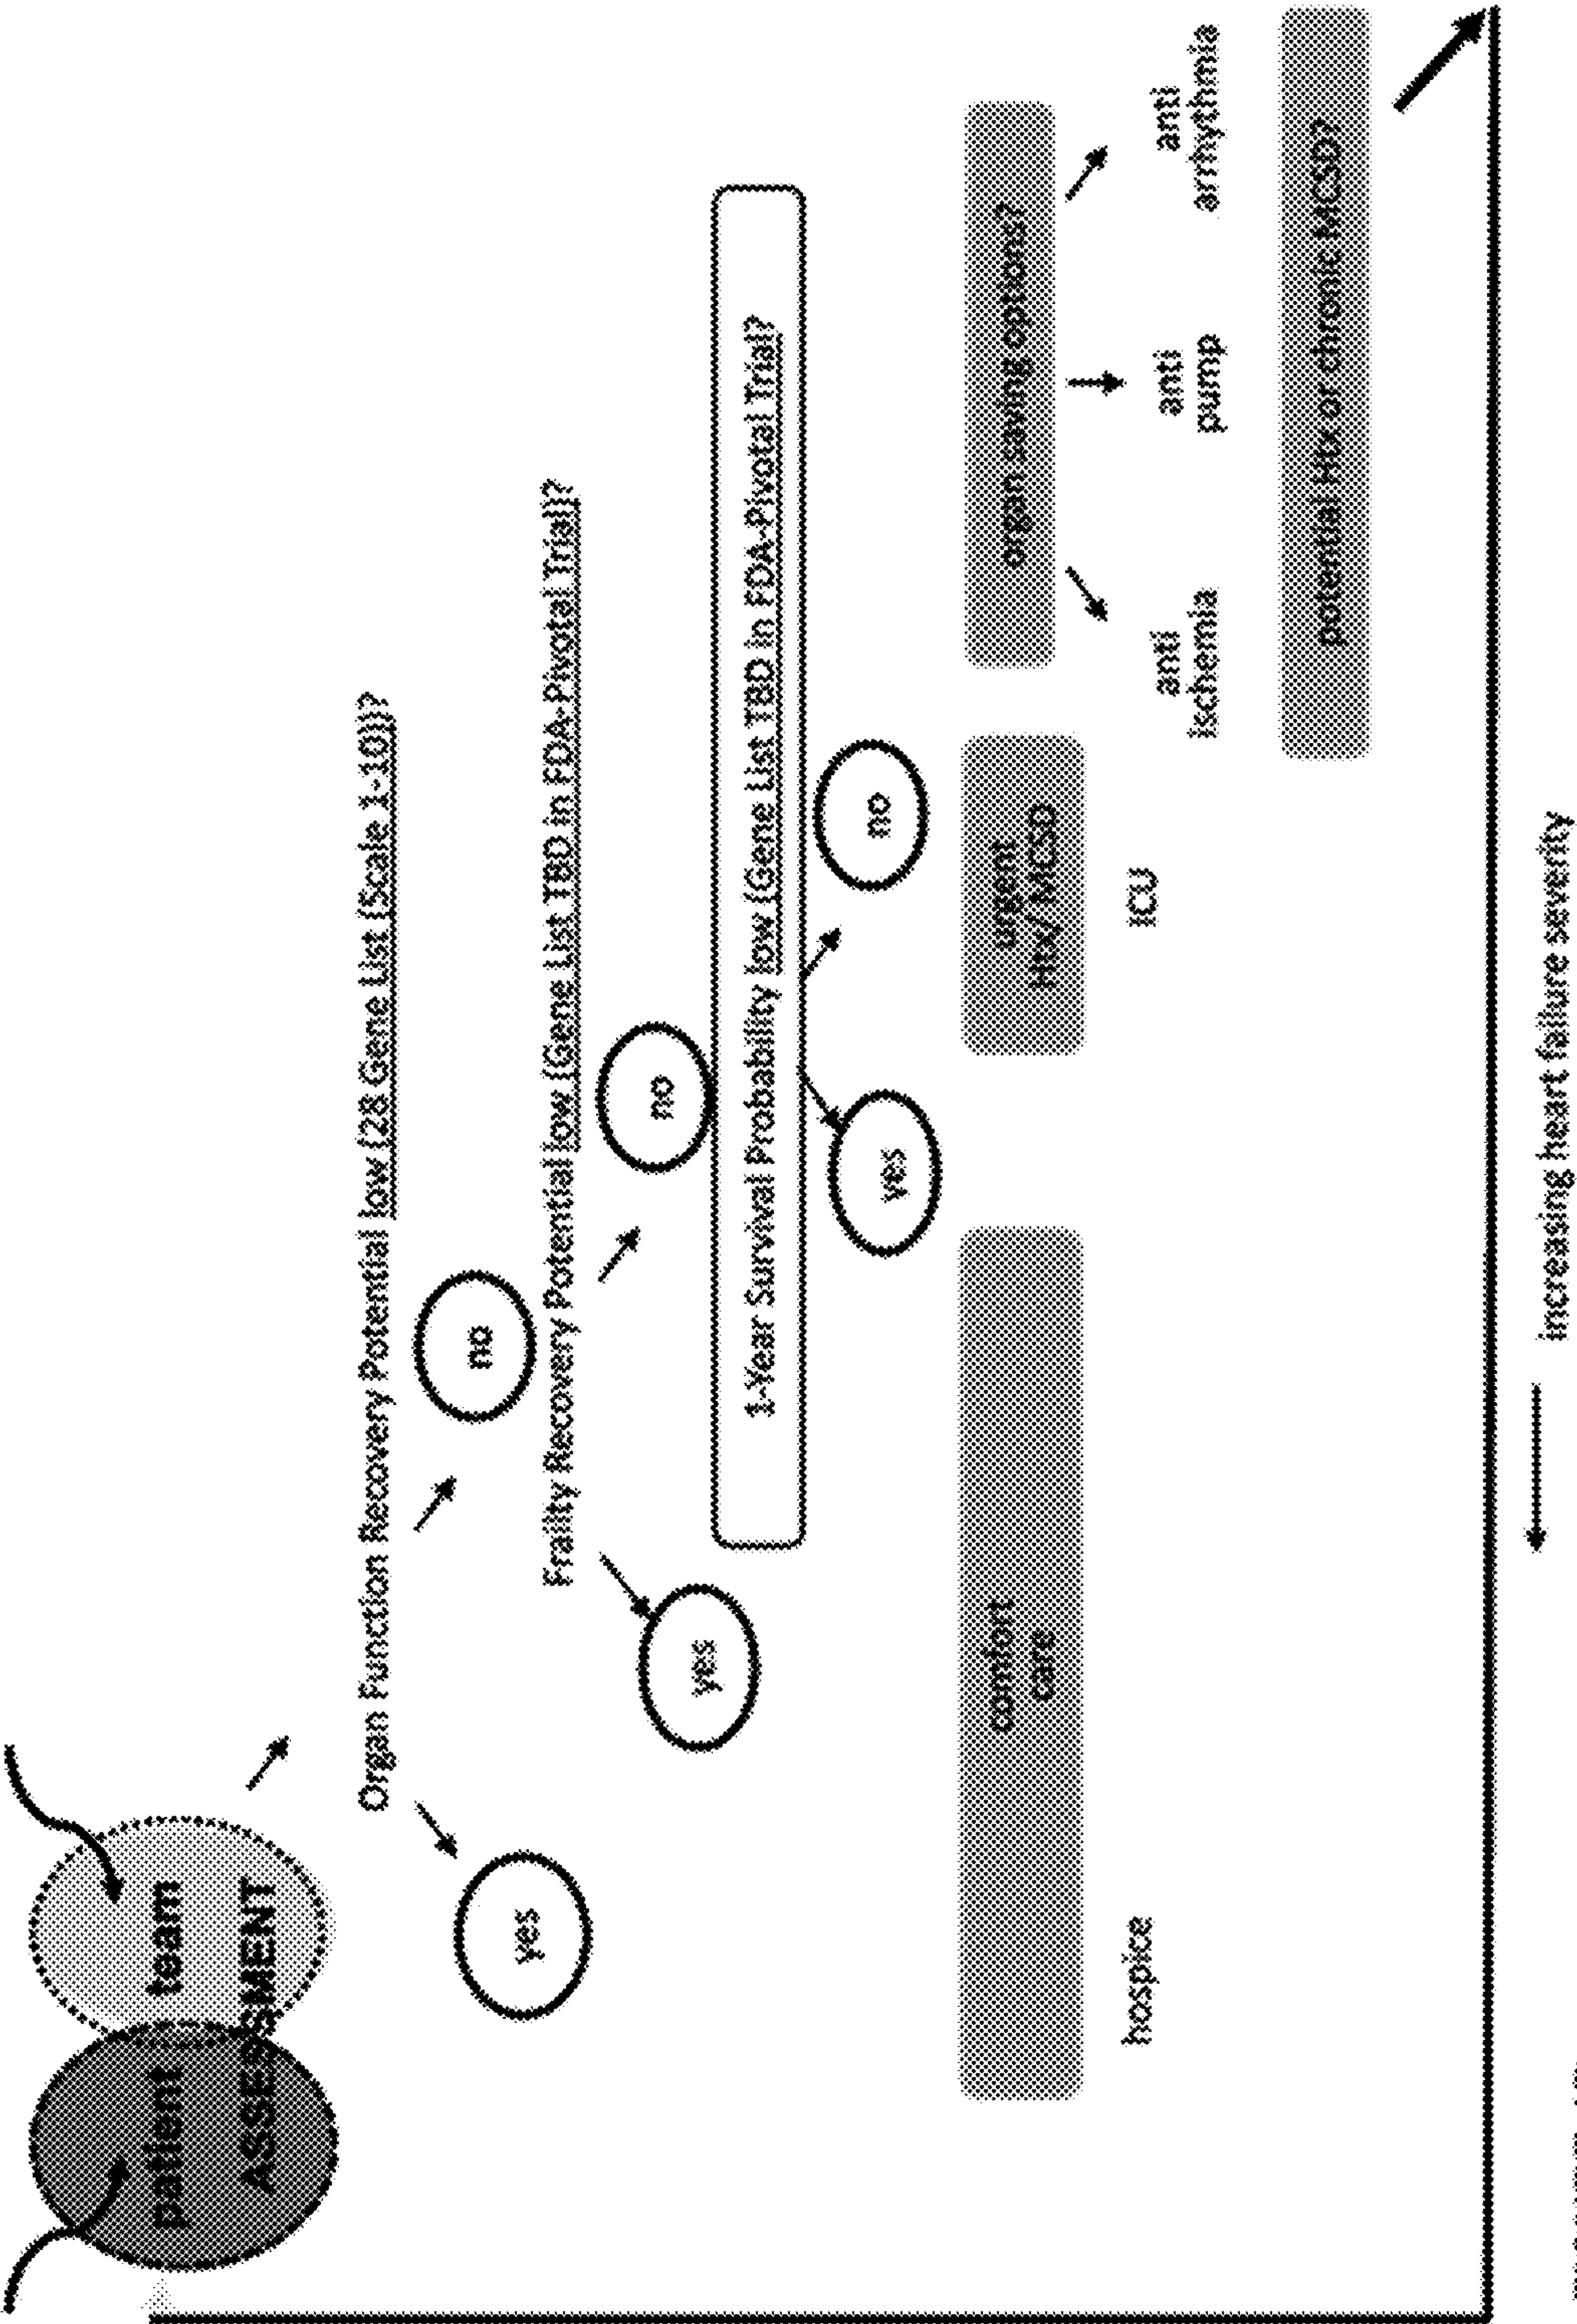 patient team
ASSESSMENT
Organ Function Recovery Potential low (28 Gene List (Scale 1-10))?
yes
no
Frailty Recovery Potential low (Gene List TBD in FDA-Pivotal Trial)?
yes
no
1-Year Survival Probability low (Gene List TBD in FDA-Pivotal Trial?
yes
no
comfort
care
urgent
Htx/ MCSD
organ saving options?
hospice
ICU
anti
ischemia
anti
pump
anti
arrhythmia
potential Htx or chronic MCSD?
increasing heart failure severity